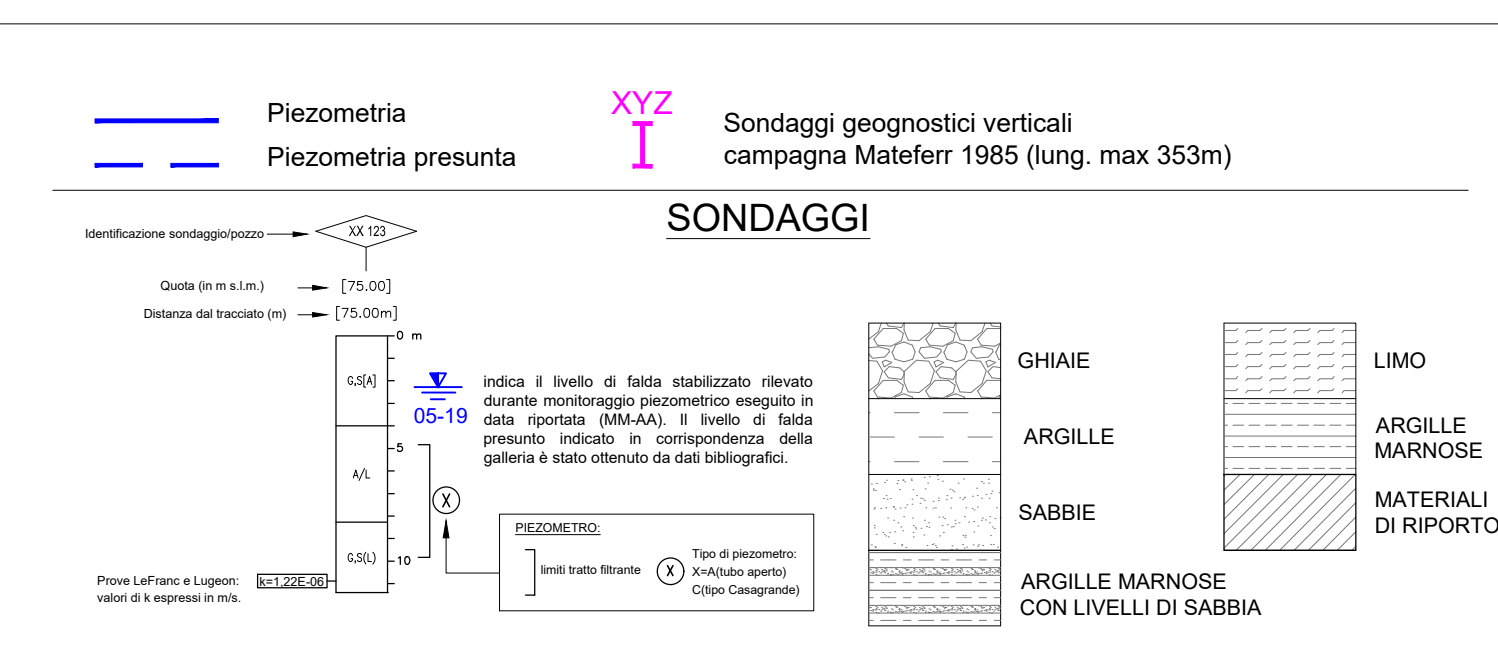 Piezometria
Piezometria presunta
XYZ
Sondaggi geognostici verticali
campagna Mateferr 1985 (lung. max 353m)
SONDAGGI
Identificazione sondaggio/pozzo
XX 123
Quota (in m s.l.m.)
[75.00]
Distanza dal tracciato (m)
[75.00m]
0 m
G,S[A]
5
A/L
G,S(L)
10
Prove LeFranc e Lugeon:
valori di k espressi in m/s.
k=1,22E-06
05-19
indica il livello di falda stabilizzato rilevato
durante monitoraggio piezometrico eseguito in
data riportata (MM-AA). Il livello di falda
presunto indicato in corrispondenza della
galleria è stato ottenuto da dati bibliografici.
X
PIEZOMETRO:
limiti tratto filtrante
X
Tipo di piezometro:
X=A(tubo aperto)
C(tipo Casagrande)
GHIAIE
ARGILLE
SABBIE
ARGILLE MARNOSE
CON LIVELLI DI SABBIA
LIMO
ARGILLE
MARNOSE
MATERIALI
DI RIPORTO